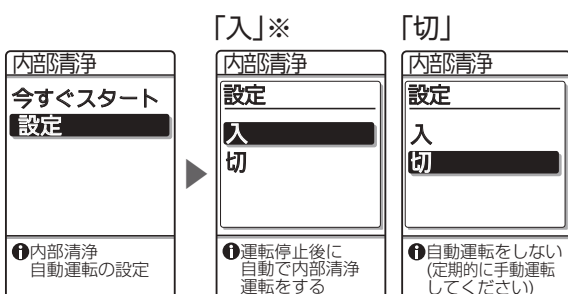 「入」※
「切」
内部清浄
今すぐスタート
設定
❶内部清浄
自動運転の設定
内部清浄
設定
入
切
❶運転停止後に
自動で内部清浄
運転をする
内部清浄
設定
入
切
❶自動運転をしない
(定期的に手動運転
してください)